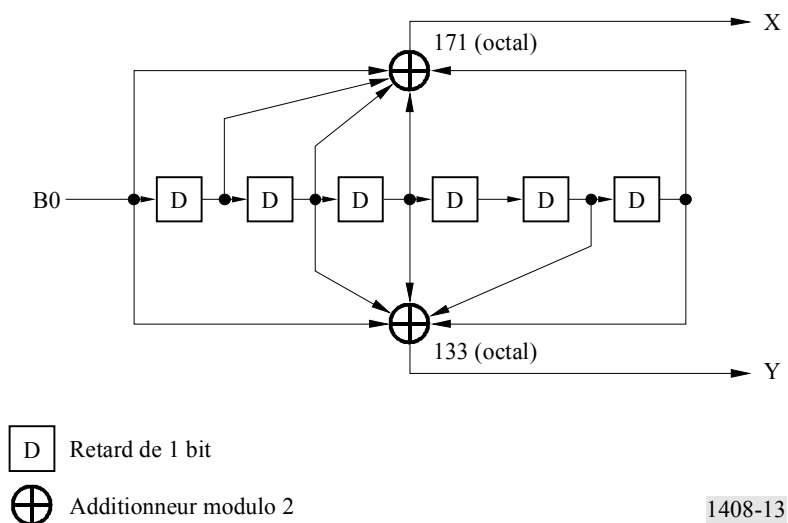 X
171 (octal)
B0
D D D D D D
133 (octal)
Y
D Retard de 1 bit
Additionneur modulo 2
1408-13